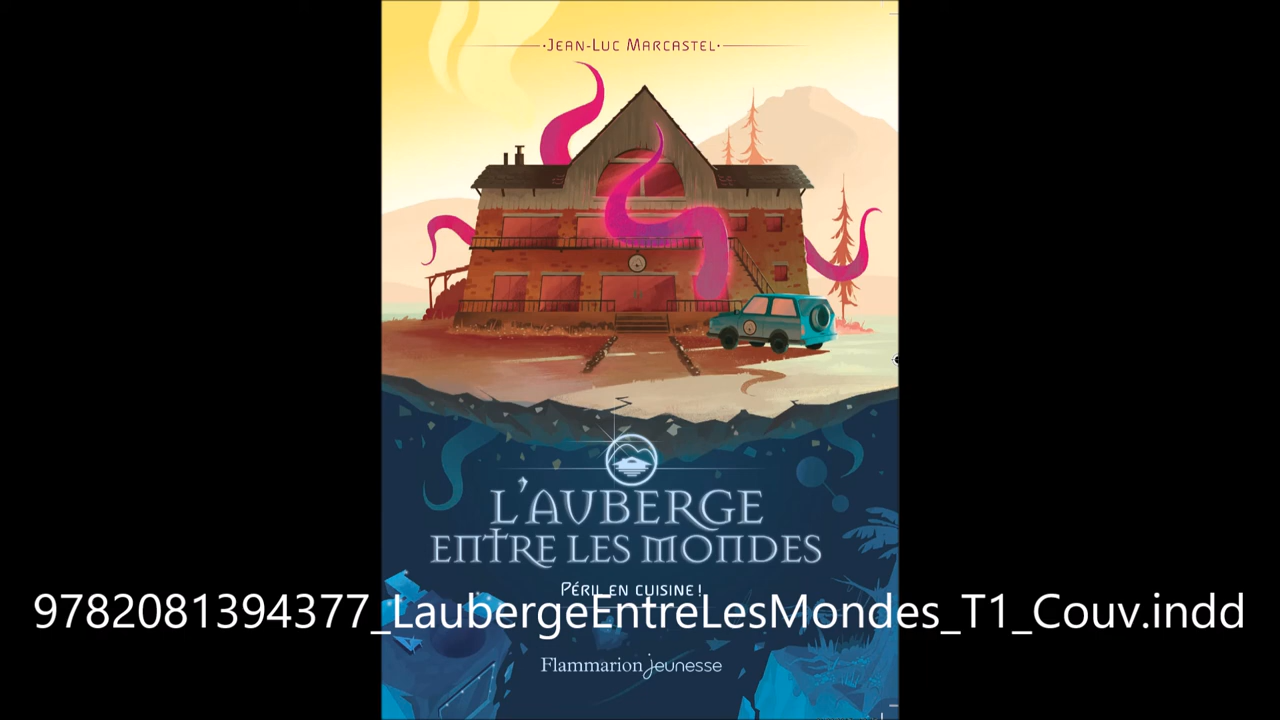 ·Jean-Luc Marcastel·
L'AUBERGE
ENTRE LES MONDES
Péril en cuisine !
9782081394377_LaubergeEntreLesMondes_T1_Couv.indd
Flammarion jeunesse